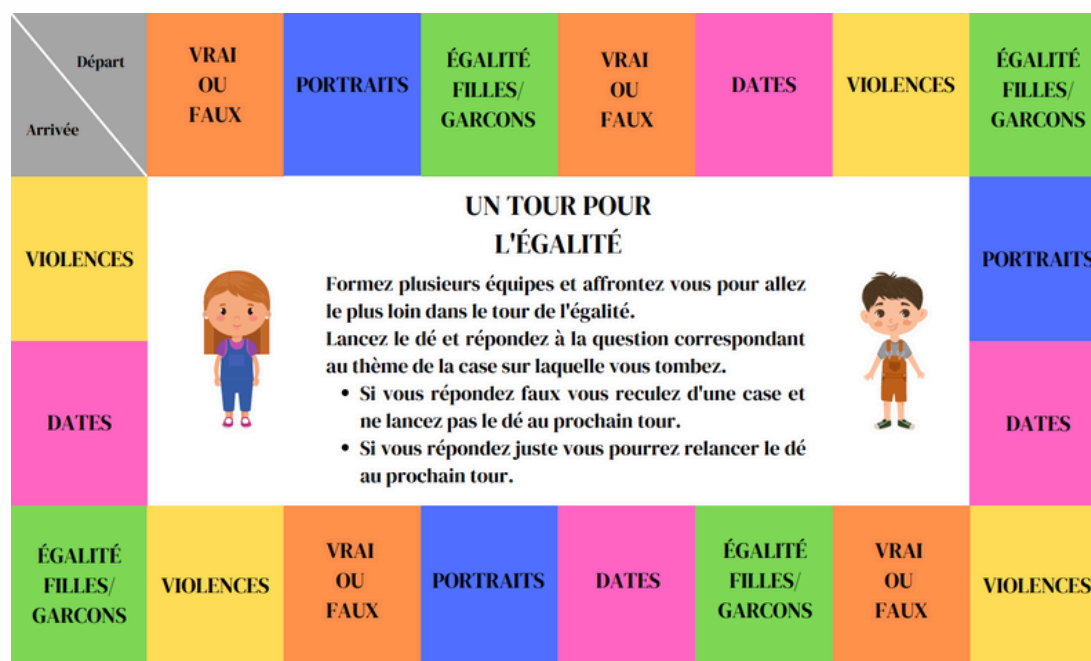 Départ
Arrivée
VRAI
OU
FAUX
PORTRAITS
ÉGALITÉ
FILLES/
GARCONS
VRAI
OU
FAUX
DATES
VIOLENCES
ÉGALITÉ
FILLES/
GARCONS
VIOLENCES
UN TOUR POUR
L'ÉGALITÉ
PORTRAITS
Formez plusieurs équipes et affrontez vous pour allez
le plus loin dans le tour de l'égalité.
Lancez le dé et répondez à la question correspondant
au thème de la case sur laquelle vous tombez.
• Si vous répondez faux vous reculez d'une case et
ne lancez pas le dé au prochain tour.
• Si vous répondez juste vous pourrez relancer le dé
au prochain tour.
DATES
DATES
ÉGALITÉ
FILLES/
GARCONS
VIOLENCES
VRAI
OU
FAUX
PORTRAITS
DATES
ÉGALITÉ
FILLES/
GARCONS
VRAI
OU
FAUX
VIOLENCES